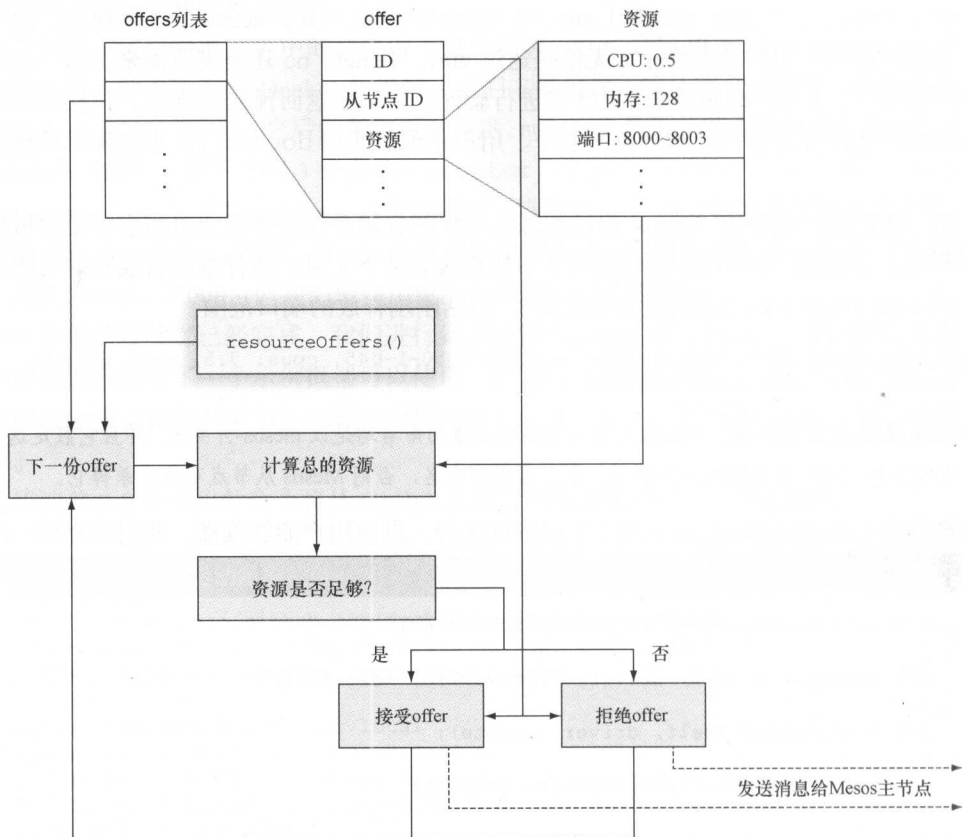 offers列表
offer
资源
ID
从节点 ID
资源
CPU: 0.5
内存: 128
端口: 8000~8003
resourceOffers()
下一份offer
计算总的资源
资源是否足够?
是
否
接受offer
拒绝offer
发送消息给Mesos主节点